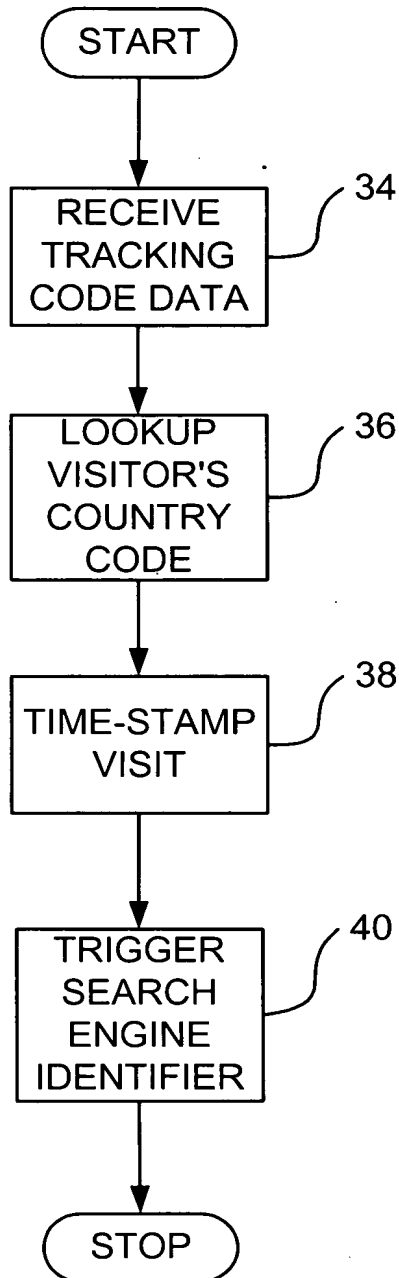 START
RECEIVE
TRACKING
CODE DATA
34
LOOKUP
VISITOR'S
COUNTRY
CODE
36
TIME-STAMP
VISIT
38
TRIGGER
SEARCH
ENGINE
IDENTIFIER
40
STOP